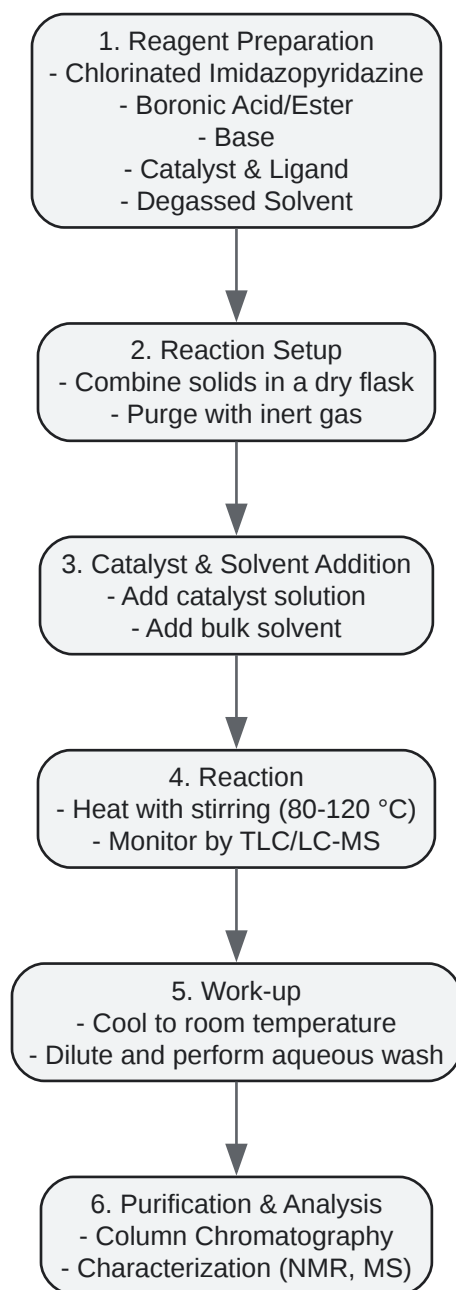 1. Reagent Preparation
- Chlorinated Imidazopyridazine
- Boronic Acid/Ester
- Base
- Catalyst & Ligand
- Degassed Solvent
2. Reaction Setup
- Combine solids in a dry flask
- Purge with inert gas
3. Catalyst & Solvent Addition
- Add catalyst solution
- Add bulk solvent
4. Reaction
- Heat with stirring (80-120 °C)
- Monitor by TLC/LC-MS
5. Work-up
- Cool to room temperature
- Dilute and perform aqueous wash
6. Purification & Analysis
- Column Chromatography
- Characterization (NMR, MS)